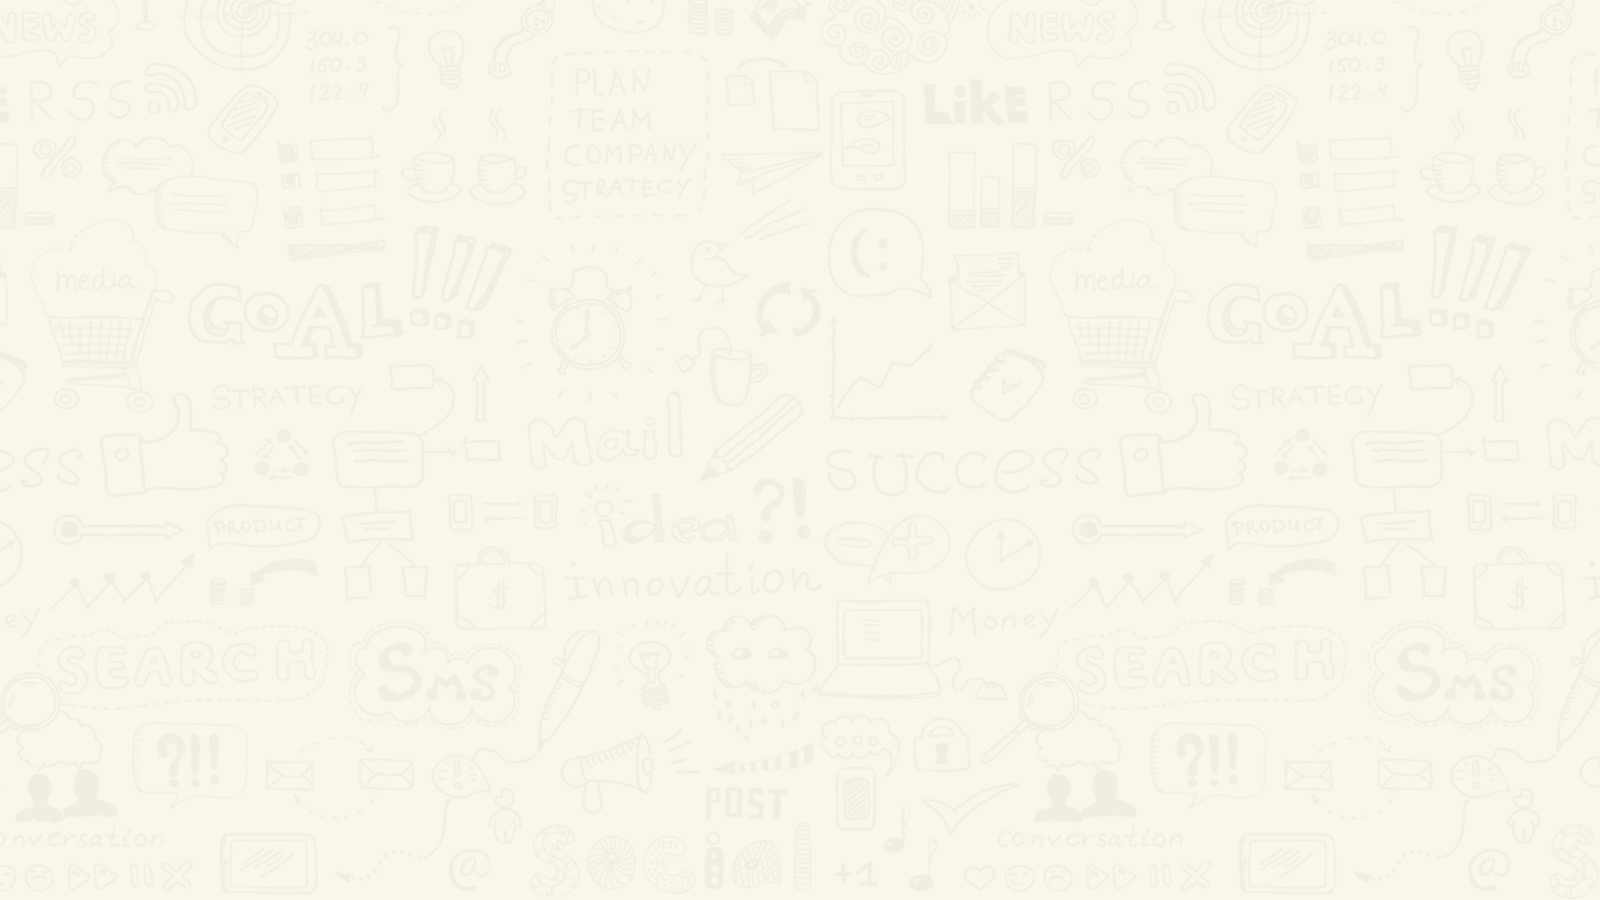 NEWS
NEWS
304.0
150.3
122.4
304.0
150.3
122.4
RSS
PLAN
TEAM
COMPANY
STRATEGY
LiKE RSS
%
%
media
GOAL!!!
(:
media
GOAL!!!
STRATEGY
STRATEGY
ess
Mail
Success
M
PRODUCT
idea ?!
PRODUCT
$
innovation
$
ey
Money
SEARCH
SMS
SEARCH
SMS
?!!
!
?!!
!
POST
onversation
conversation
@
Social
+1
@
S